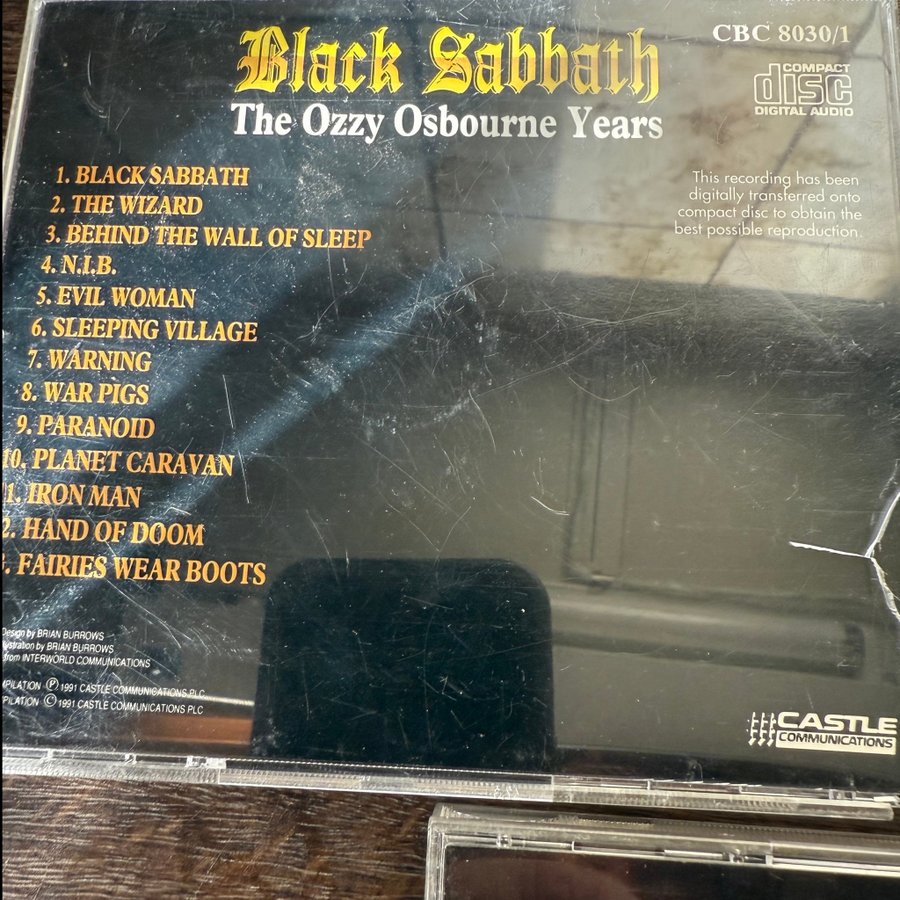 Black Sabbath
The Ozzy Osbourne Years
CBC 8030/1
COMPACT
disc
DIGITAL AUDIO
This recording has been
digitally transferred onto
compact disc to obtain the
best possible reproduction.
1. BLACK SABBATH
2. THE WIZARD
3. BEHIND THE WALL OF SLEEP
4. N.I.B.
5. EVIL WOMAN
6. SLEEPING VILLAGE
7. WARNING
8. WAR PIGS
9. PARANOID
10. PLANET CARAVAN
1. IRON MAN
2. HAND OF DOOM
. FAIRIES WEAR BOOTS
Design by BRIAN BURROWS
by BRIAN BURROWS
from INTERWORLD COMMUNICATIONS
Ⓟ 1991 CASTLE COMMUNICATIONS PLC
© 1991 CASTLE COMMUNICATIONS PLC
CASTLE
COMMUNICATIONS